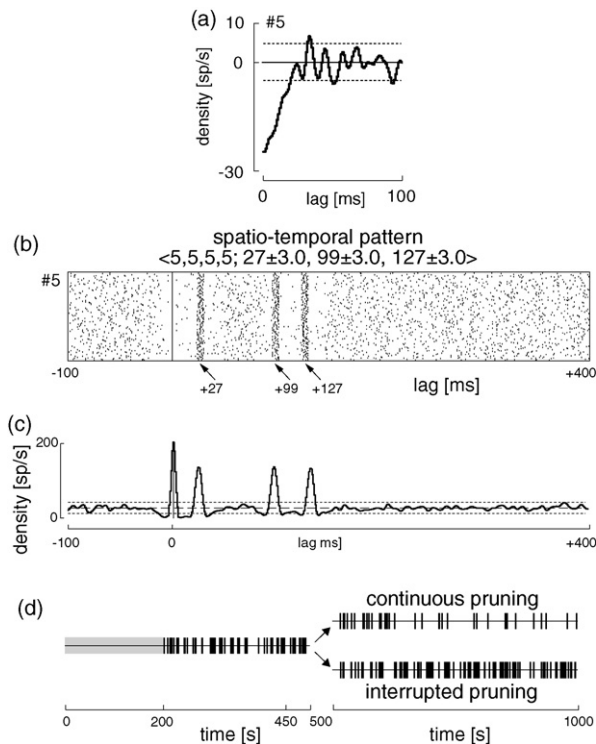 (a)
10
#5
0
density [sp/s]
-30
0
100
lag [ms]
(b)
spatio-temporal pattern
<5,5,5,5; 27±3.0, 99±3.0, 127±3.0>
#5
-100
+27
+99
+127
lag [ms]
+400
(c)
200
density [sp/s]
0
-100
0
lag ms]
+400
(d)
continuous pruning
interrupted pruning
0
200
450
500
1000
time [s]
time [s]